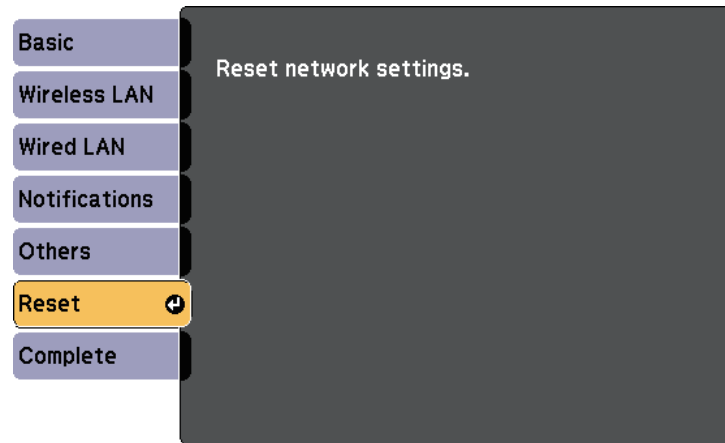 Basic
Wireless LAN
Wired LAN
Notifications
Others
Reset
Complete
Reset network settings.